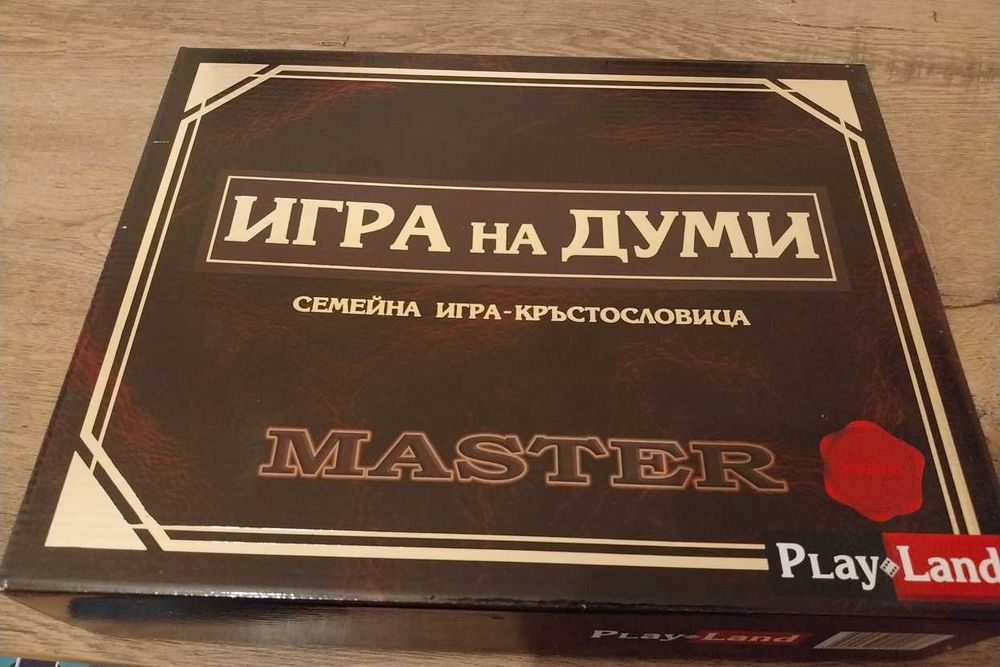 ИГРА НА ДУМИ
СЕМЕЙНА ИГРА-КРЪСТОСЛОВИЦА
MASTER
PLAY LAND
PLAY LAND